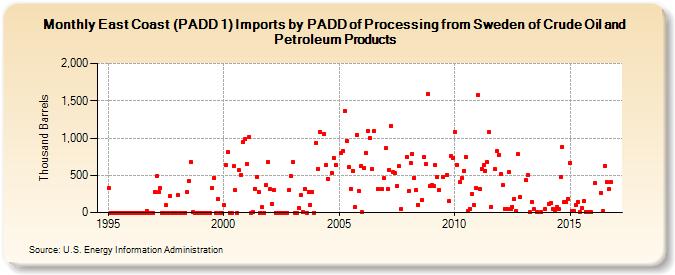 Monthly East Coast (PADD 1) Imports by PADD of Processing from Sweden of Crude Oil and
Petroleum Products
Thousand Barrels
2,000
1,500
1,000
500
0
1995
2000
2005
2010
2015
Source: U.S. Energy Information Administration